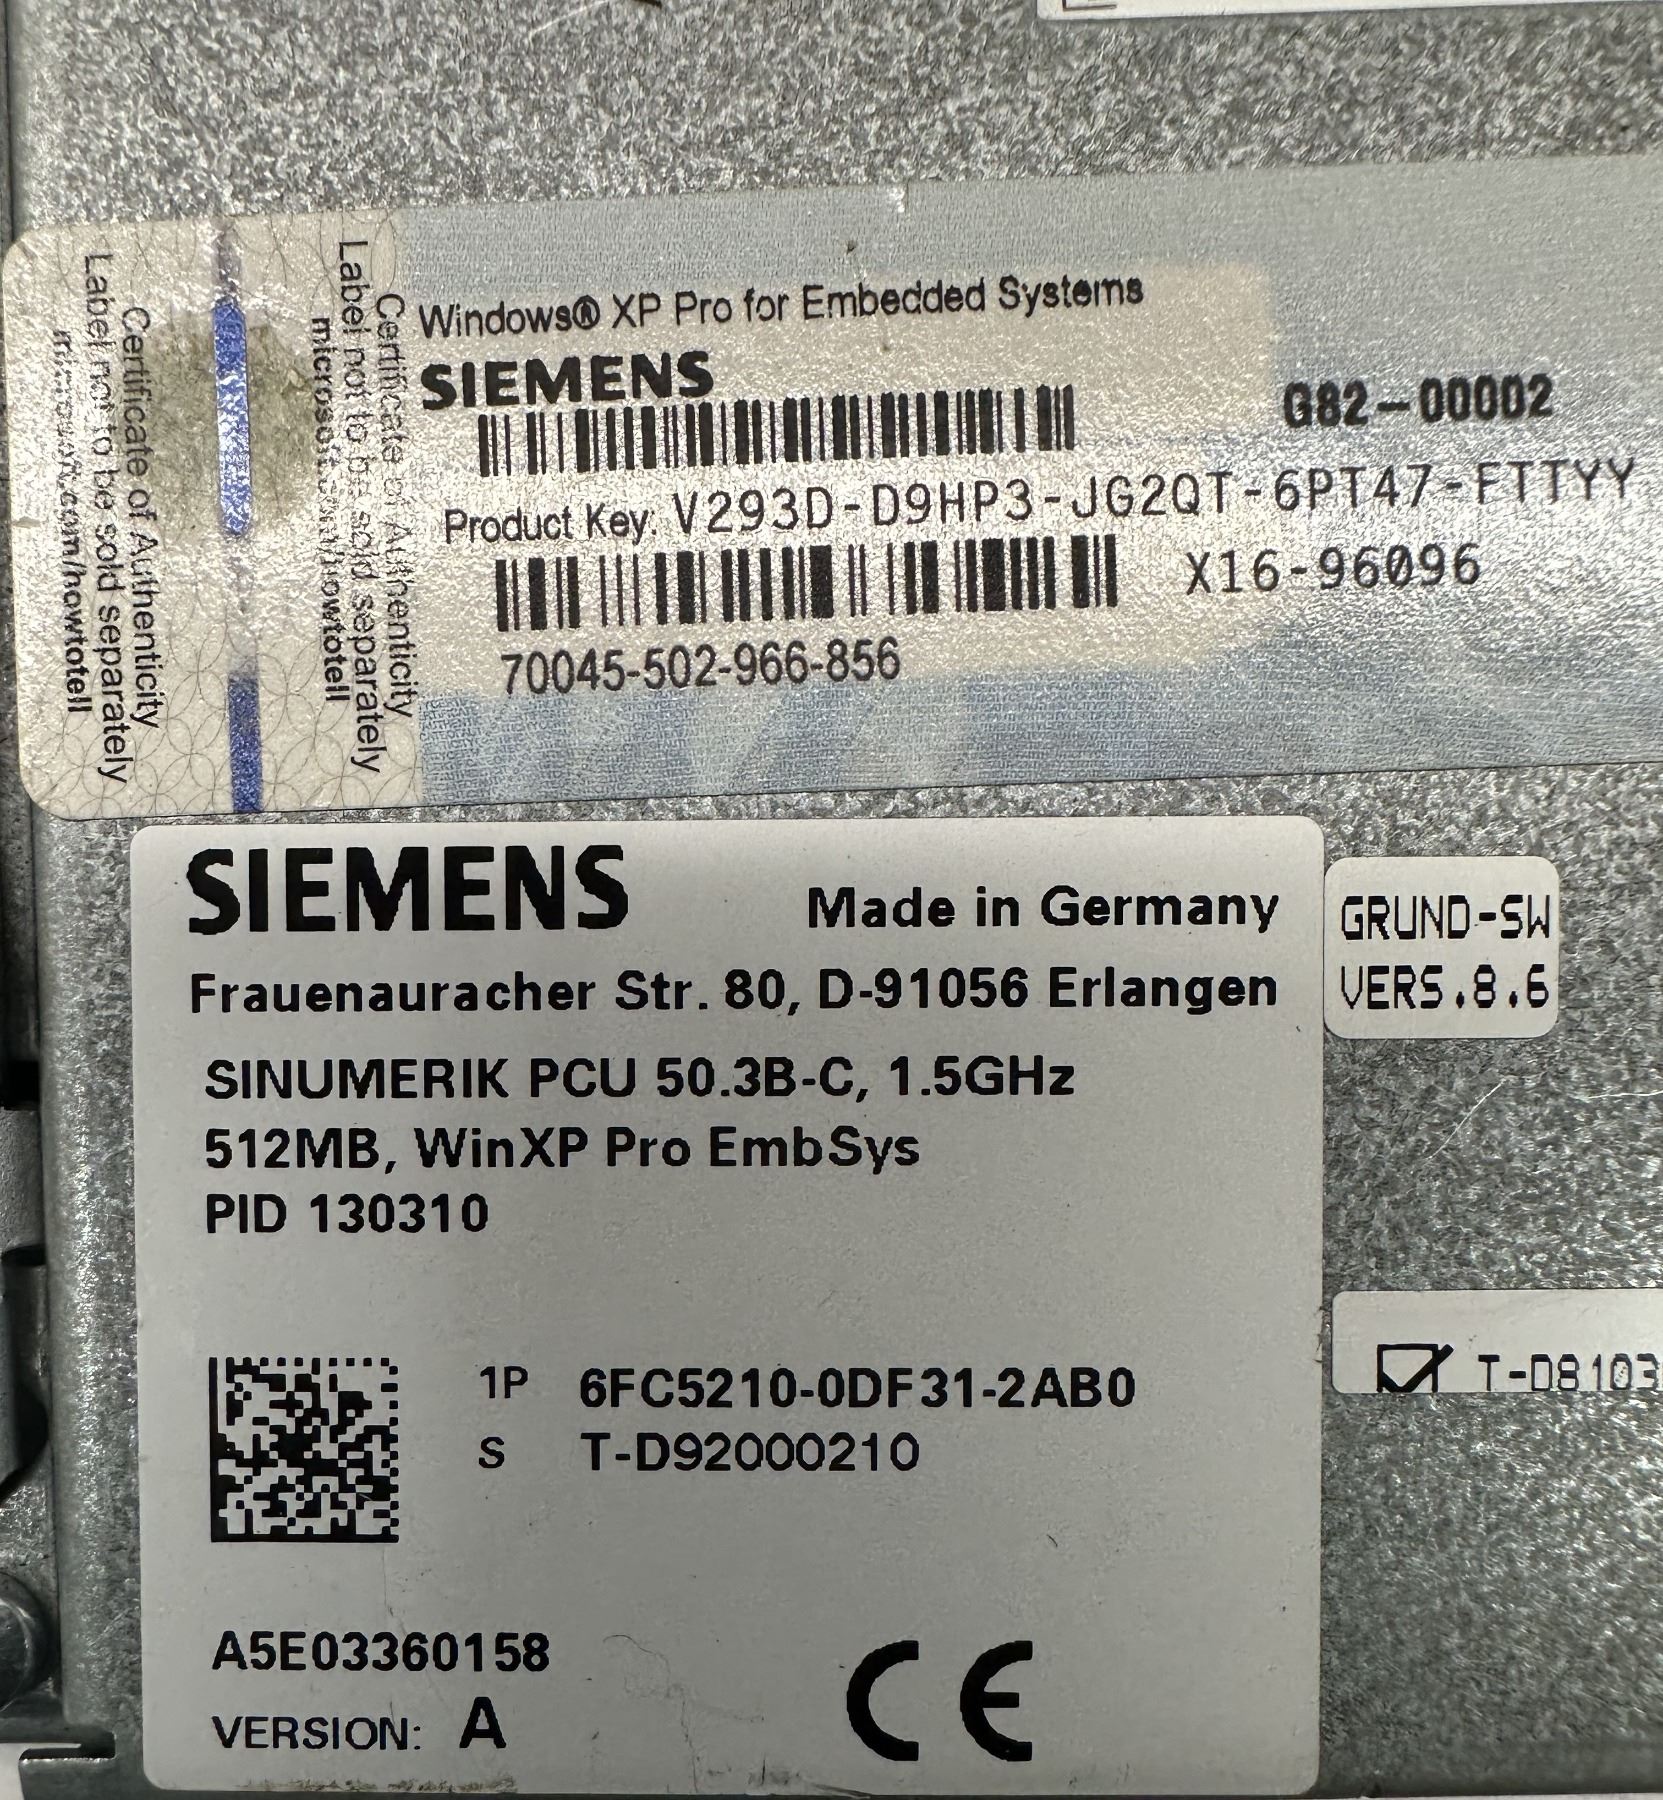 Certificate of Authenticity
Label not to be sold separately
microsoft.com/howtotell
Certificate of Authenticity
Label not to be sold separately
Windows® XP Pro for Embedded Systems
SIEMENS
G82-00002
Product Key: V293D-D9HP3-JG2QT-6PT47-FTTYY
X16-96096
70045-502-966-856
SIEMENS
Made in Germany
Frauenauracher Str. 80, D-91056 Erlangen
GRUND-SW
VERS.8.6
SINUMERIK PCU 50.3B-C, 1.5GHz
512MB, WinXP Pro EmbSys
PID 130310
1P 6FC5210-0DF31-2AB0
T-D8103
S T-D92000210
A5E03360158
VERSION: A
CE